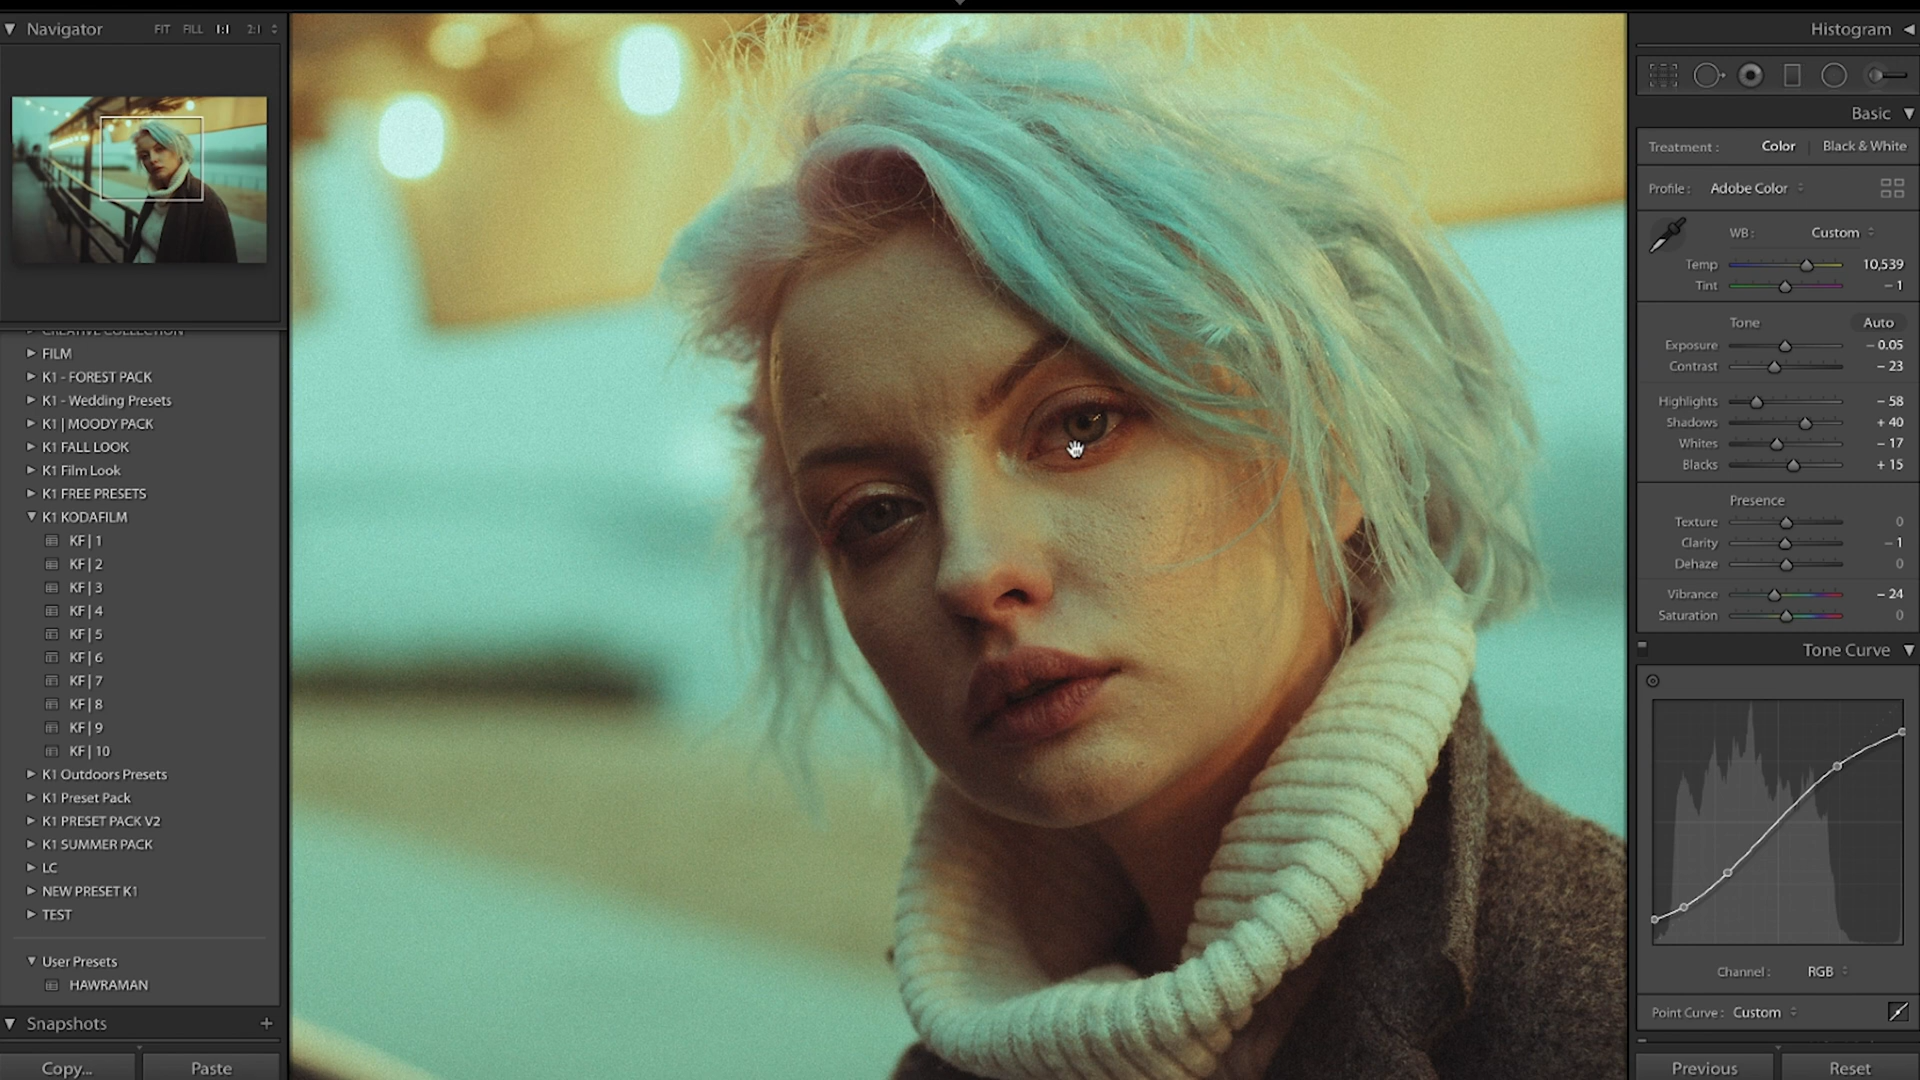 Navigator FIT FILL 1:1 2:1
CREATIVE COLLECTION
FILM
K1 - FOREST PACK
K1 - Wedding Presets
K1 | MOODY PACK
K1 FALL LOOK
K1 Film Look
K1 FREE PRESETS
K1 KODAFILM
KF | 1
KF | 2
KF | 3
KF | 4
KF | 5
KF | 6
KF | 7
KF | 8
KF | 9
KF | 10
K1 Outdoors Presets
K1 Preset Pack
K1 PRESET PACK V2
K1 SUMMER PACK
LC
NEW PRESET K1
TEST
User Presets
HAWRAMAN
Snapshots +
Copy... Paste
Histogram
Basic
Treatment : Color | Black & White
Profile : Adobe Color
WB : Custom
Temp 10,539
Tint - 1
Tone Auto
Exposure - 0.05
Contrast - 23
Highlights - 58
Shadows + 40
Whites - 17
Blacks + 15
Presence
Texture 0
Clarity - 1
Dehaze 0
Vibrance - 24
Saturation 0
Tone Curve
Channel : RGB
Point Curve : Custom
Previous Reset